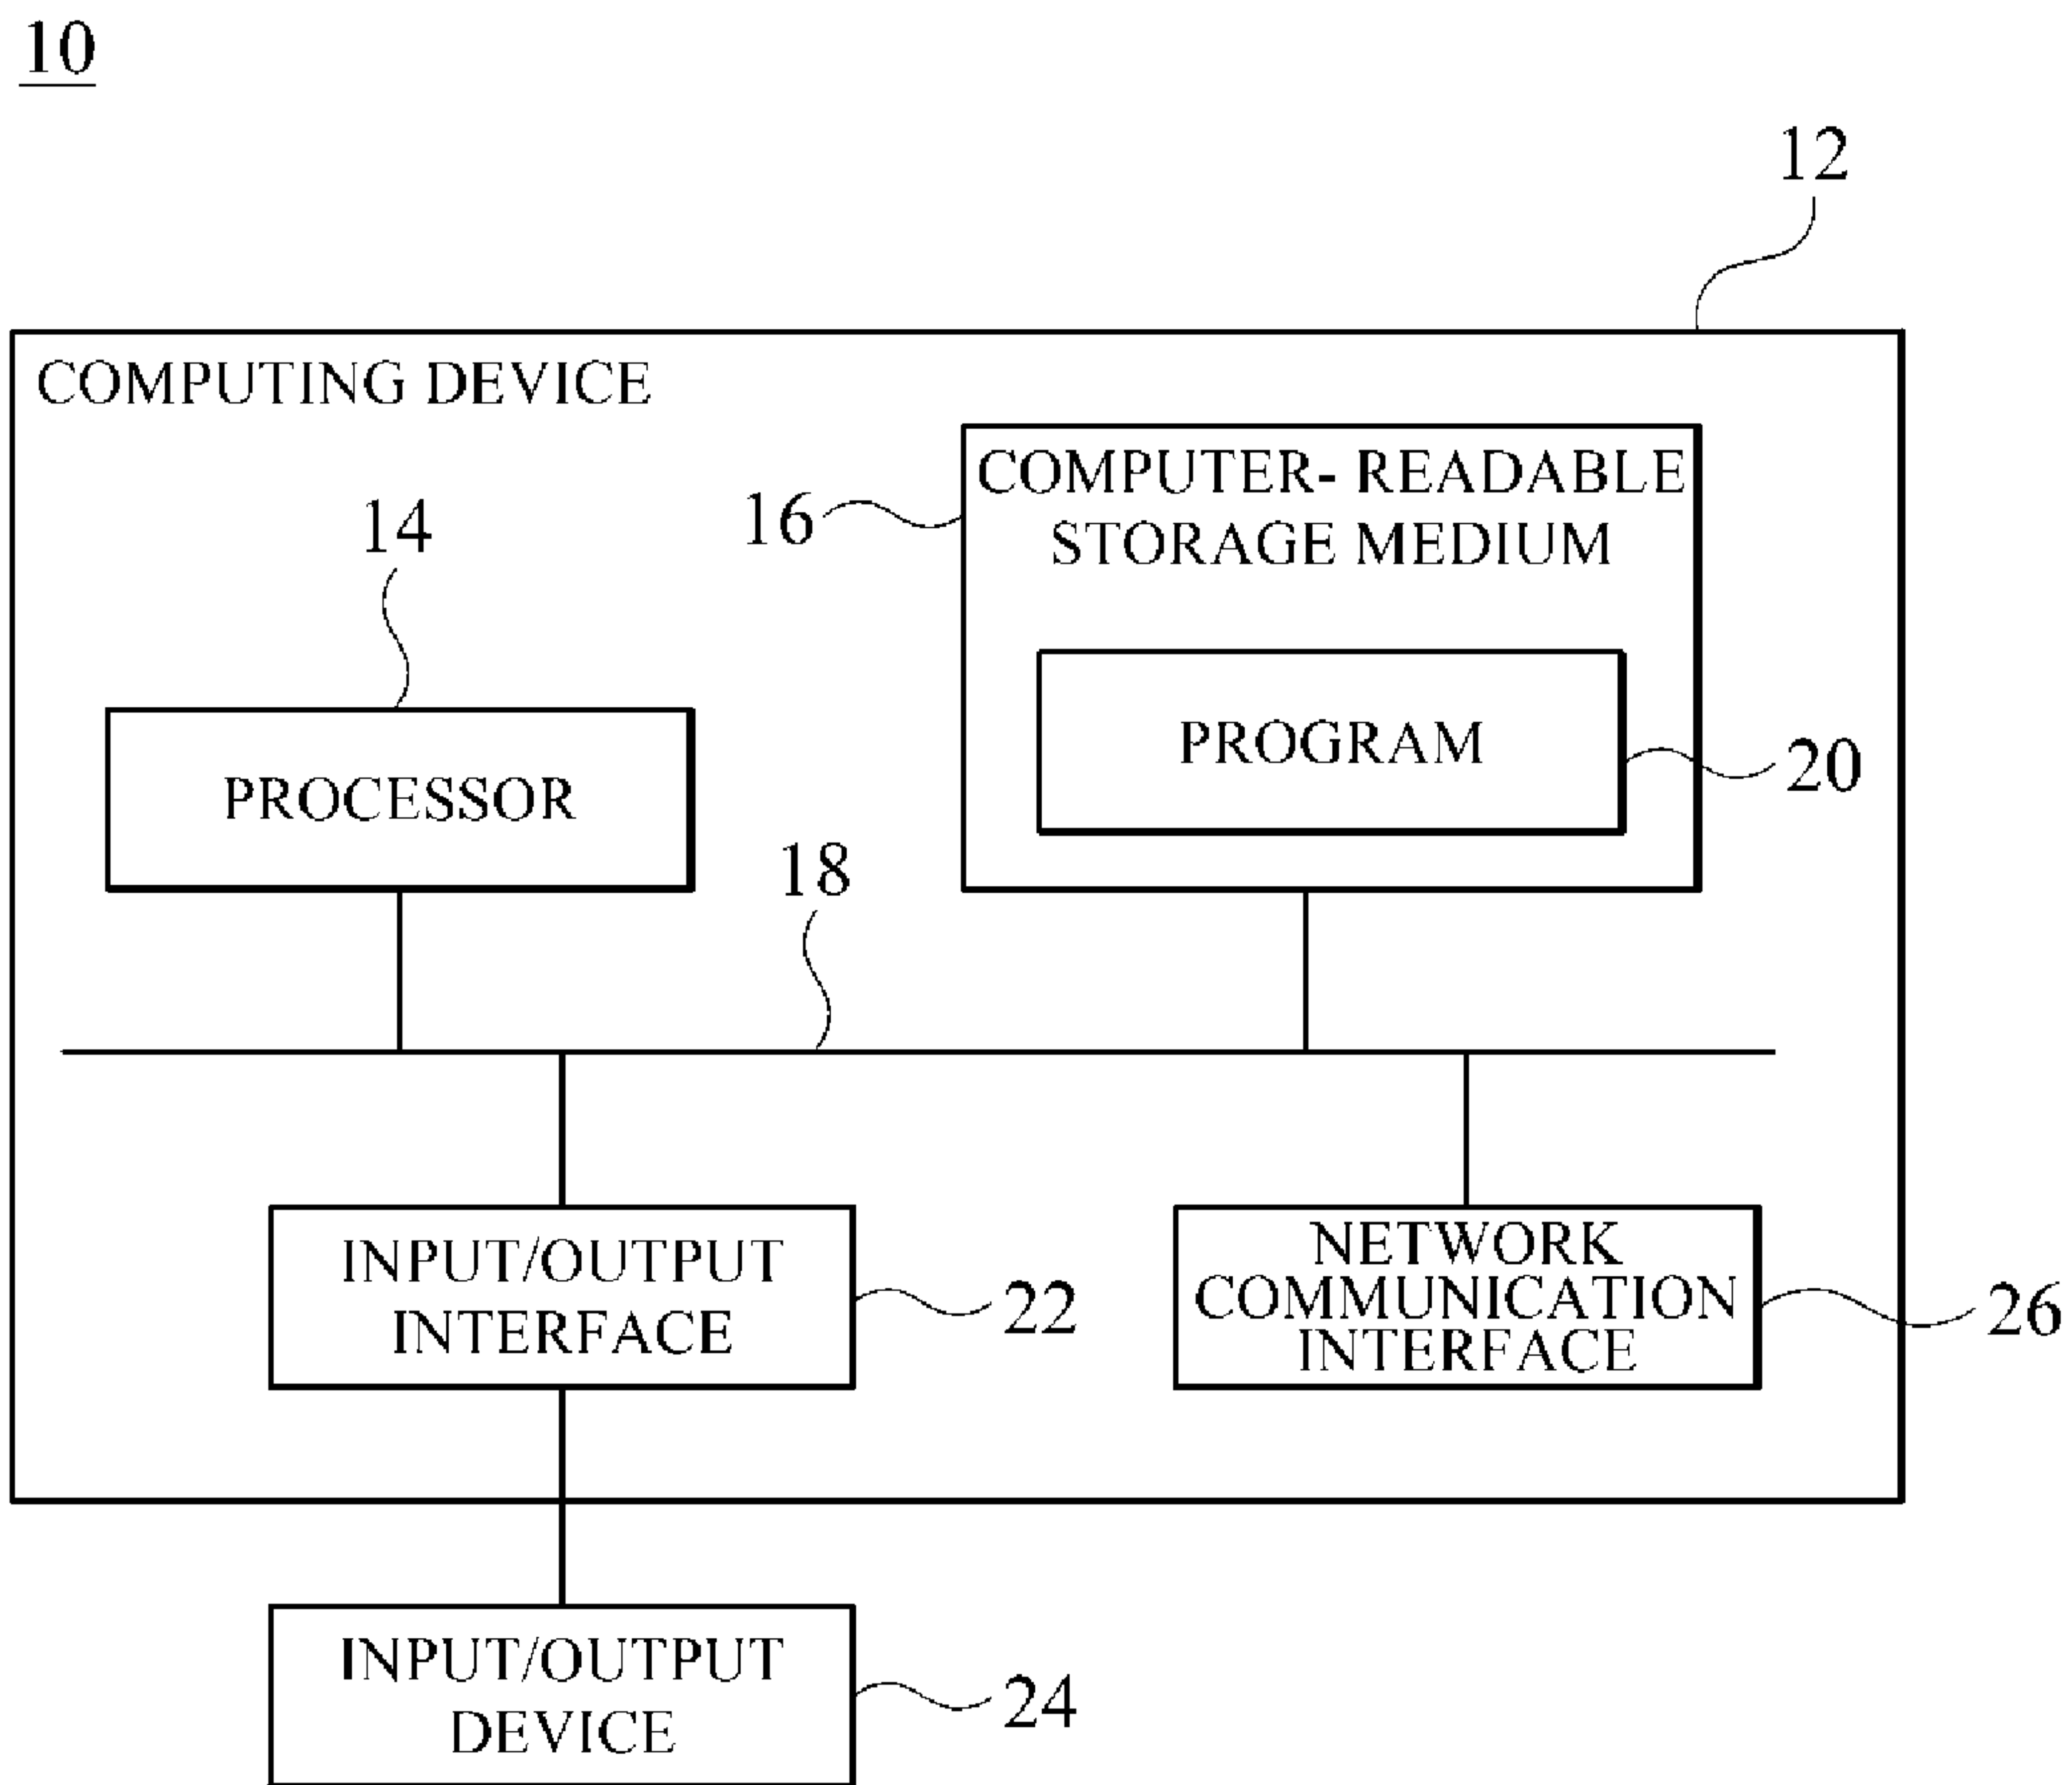 10
12
COMPUTING DEVICE
COMPUTER- READABLE
STORAGE MEDIUM
16
14
PROGRAM
20
PROCESSOR
18
INPUT/OUTPUT
INTERFACE
22
NETWORK
COMMUNICATION
INTERFACE
26
INPUT/OUTPUT
DEVICE
24